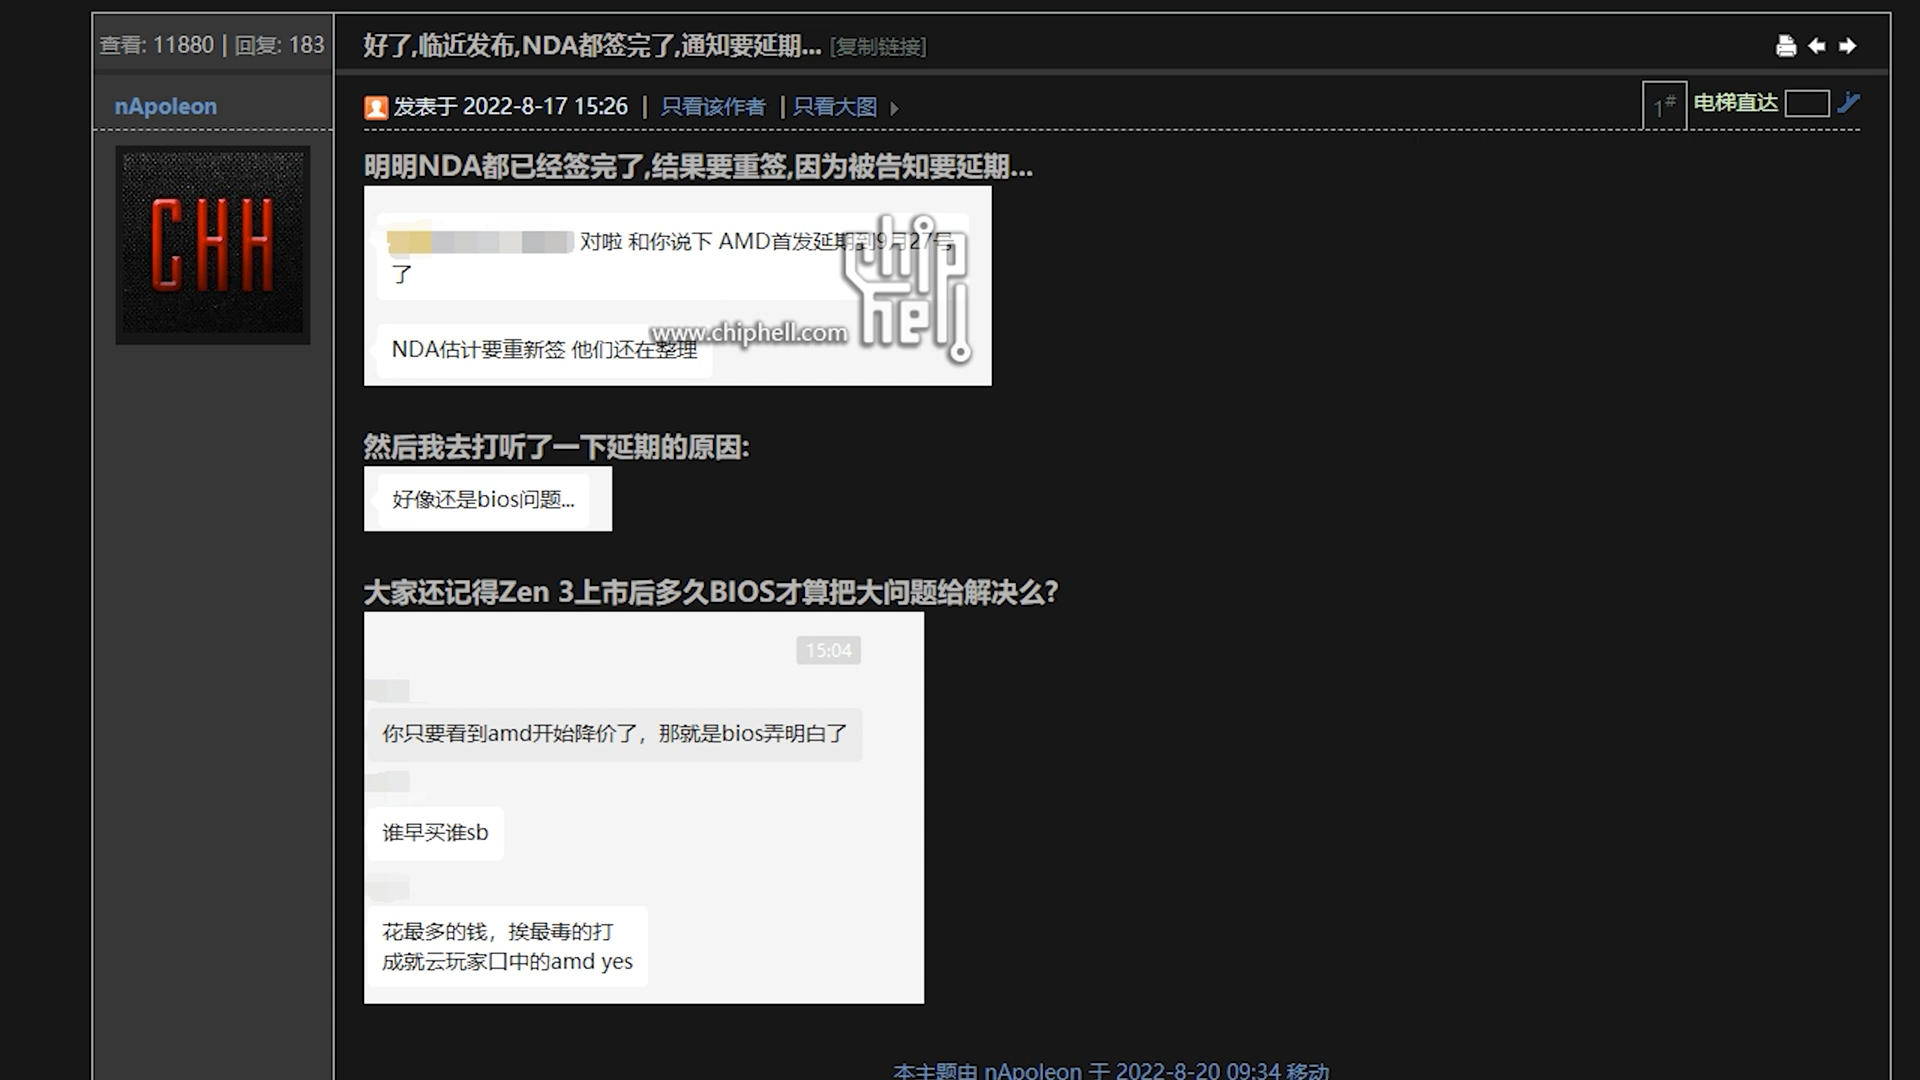 查看: 11880 | 回复: 183
好了,临近发布,NDA都签完了,通知要延期... [复制链接]
nApoleon
发表于 2022-8-17 15:26 | 只看该作者 | 只看大图
1# 电梯直达
CHH
明明NDA都已经签完了,结果要重签,因为被告知要延期...
对啦 和你说下 AMD首发延期到9月27号
了
chip
hell
www.chiphell.com
NDA估计要重新签 他们还在整理
然后我去打听了一下延期的原因:
好像还是bios问题...
大家还记得Zen 3上市后多久BIOS才算把大问题给解决么?
15:04
你只要看到amd开始降价了，那就是bios弄明白了
谁早买谁sb
花最多的钱，挨最毒的打
成就云玩家口中的amd yes
本主题由 nApoleon 于 2022-8-20 09:34 移动